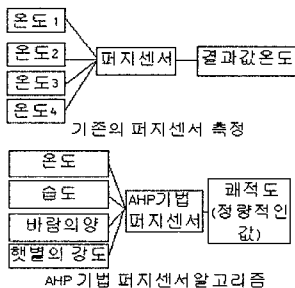 온도1
온도2
온도3
온도4
퍼지센서
결과값온도
기존의 퍼지센서 측정
온도
습도
바람의양
햇볕의 강도
AHP기법
퍼지센서
쾌적도
(정량적인
값)
AHP 기법 퍼지센서알고리즘